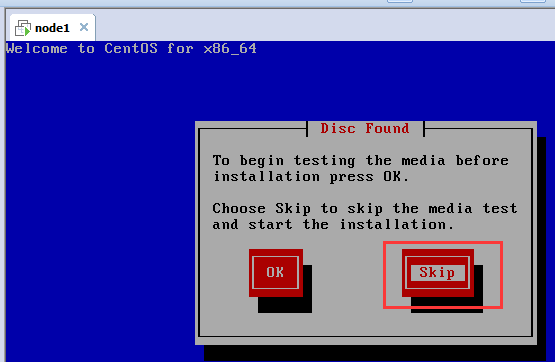 node1
Welcome to CentOS for x86_64
Disc Found
To begin testing the media before
installation press OK.
Choose Skip to skip the media test
and start the installation.
OK
Skip